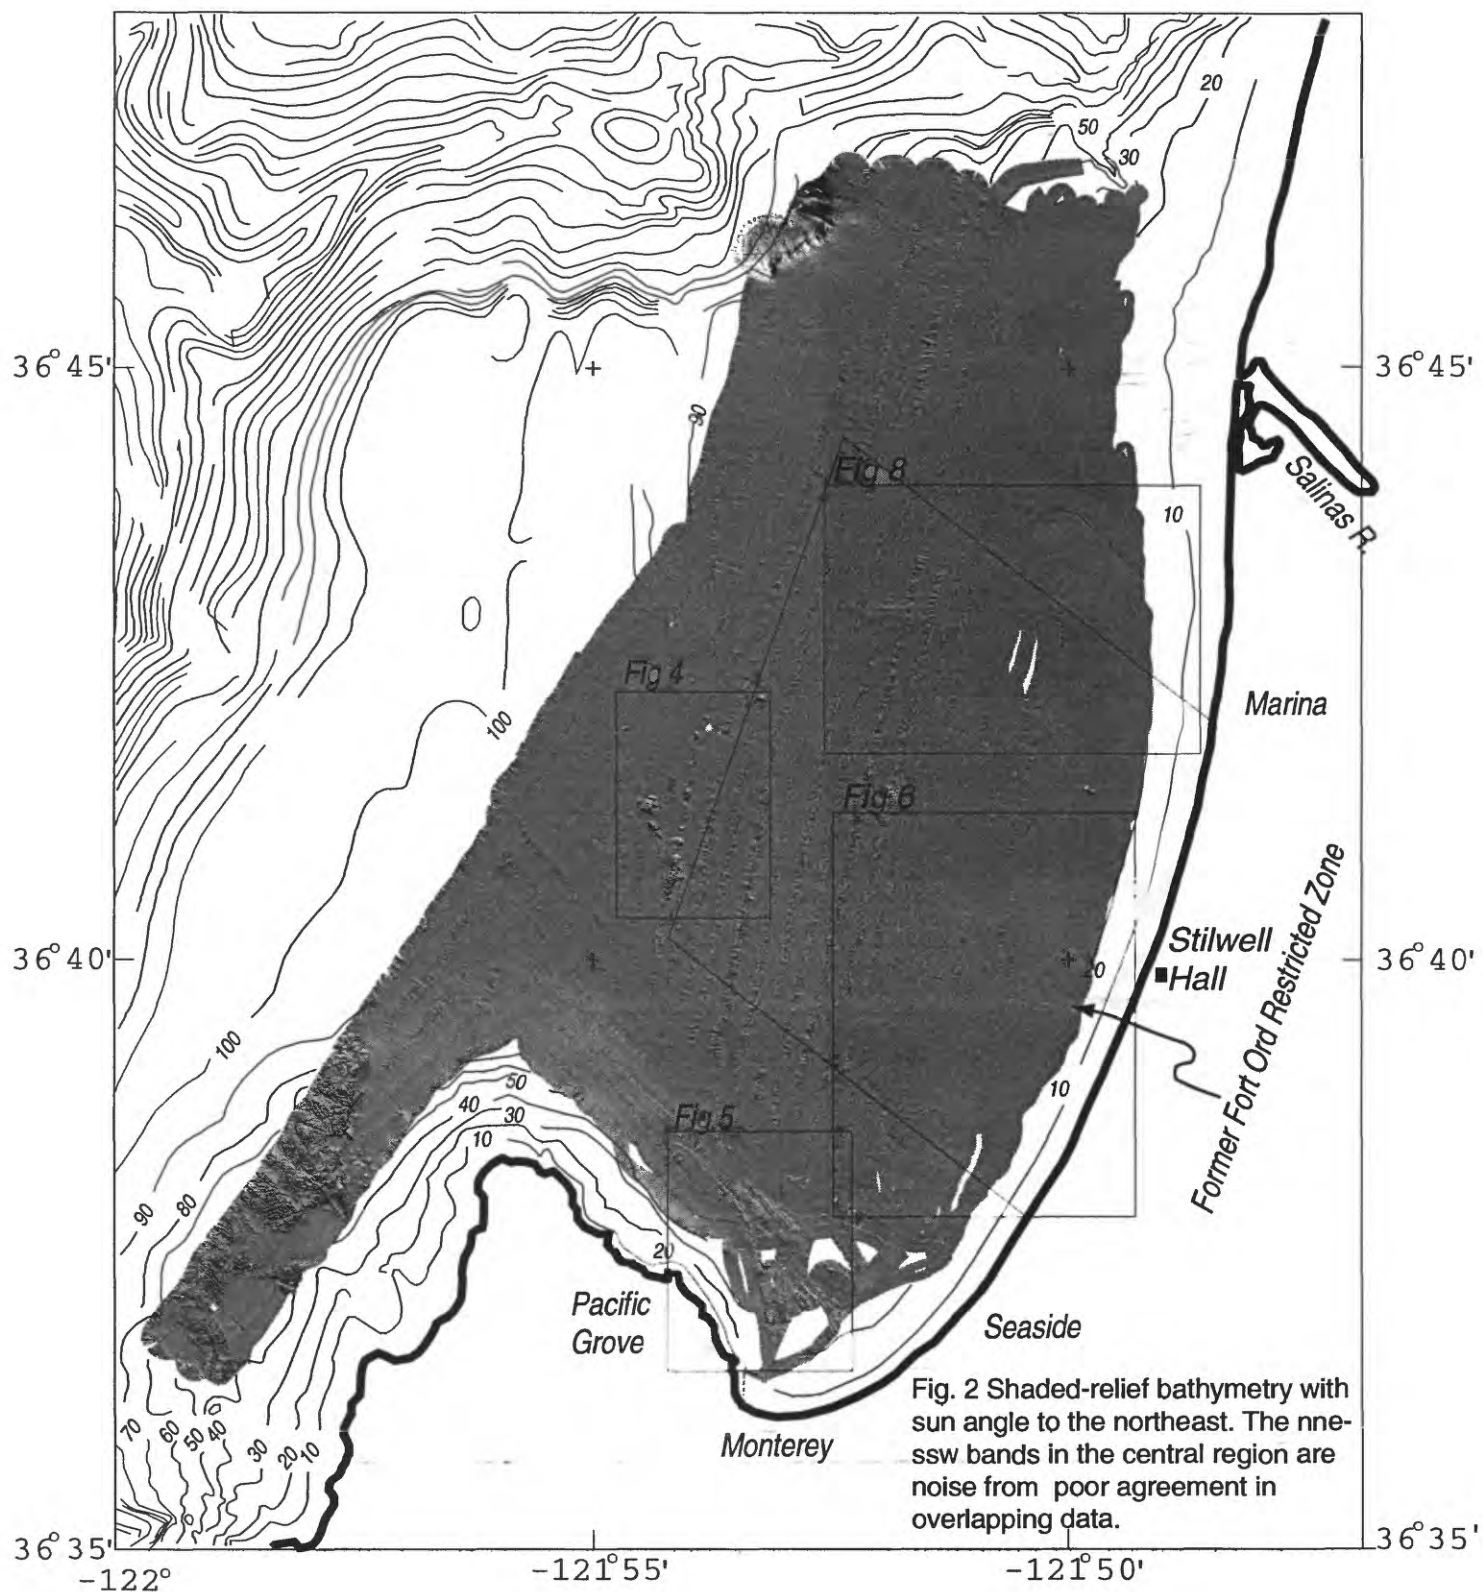 20
50
30
36°45'
36°45'
90
Fig 8
10
Salinas R.
Fig 4
100
Marina
Fig 6
36°40'
36°40'
20
Stilwell
Hall
Former Fort Ord Restricted Zone
100
10
50
40
30
10
Fig.5
90
80
20
Pacific
Grove
Seaside
Monterey
70
60
50
40
30
20
10
Fig. 2 Shaded-relief bathymetry with
sun angle to the northeast. The nne-
ssw bands in the central region are
noise from poor agreement in
overlapping data.
36°35'
36°35'
-122°
-121°55'
-121°50'